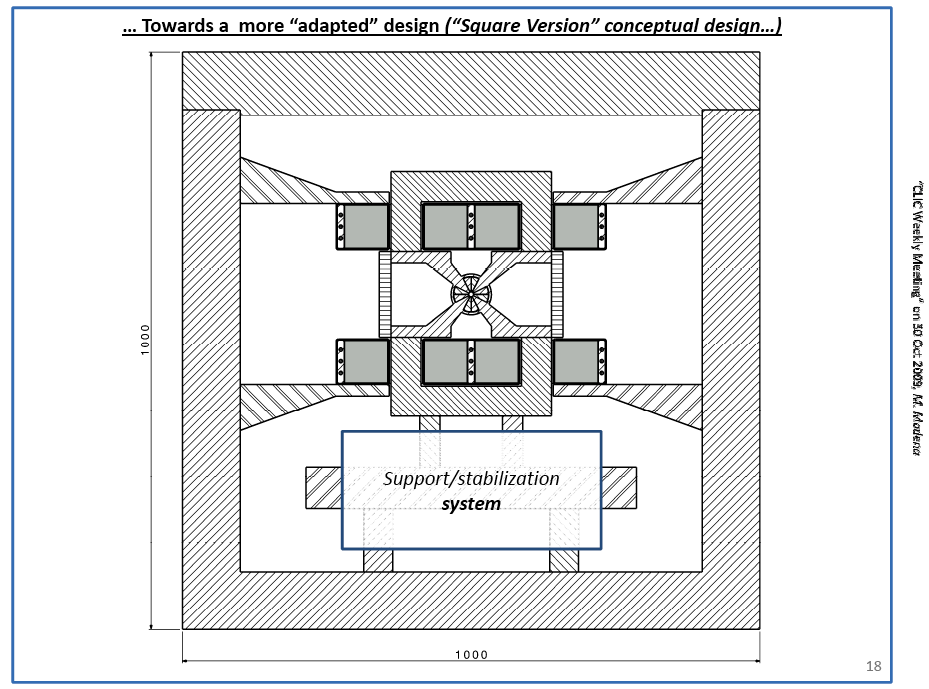 … Towards a more “adapted” design (“Square Version” conceptual design…)
1000
Support/stabilization
system
1000
18
“CLIC Weekly Meeting” on 30 Oct 2009, M. Modena